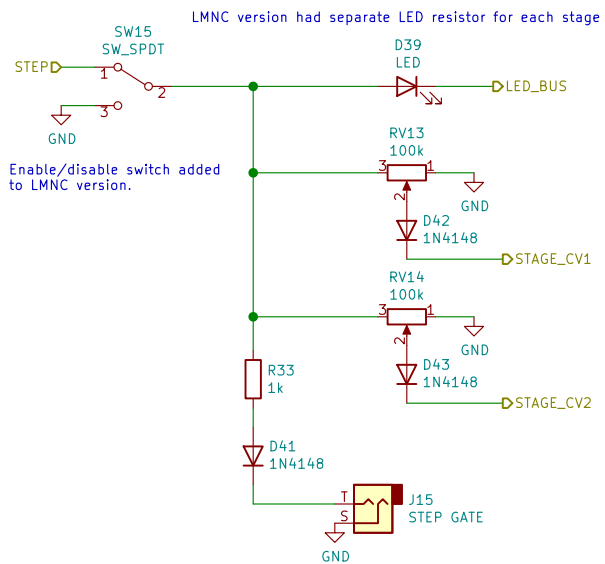 LMNC version had separate LED resistor for each stage
SW15
SW_SPDT
STEP
1
2
3
GND
D39
LED
LED_BUS
Enable/disable switch added
to LMNC version.
RV13
100k
3
1
2
GND
D42
1N4148
STAGE_CV1
RV14
100k
3
1
2
GND
D43
1N4148
STAGE_CV2
R33
1k
D41
1N4148
T
S
J15
STEP GATE
GND